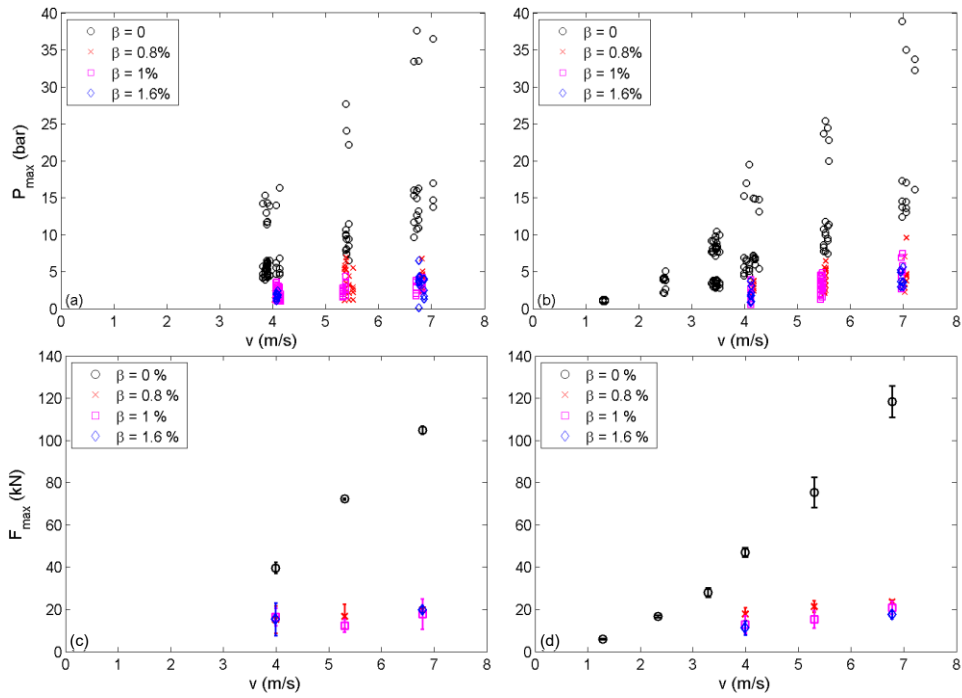 40
35
30
25
20
15
10
5
0
P_max (bar)
β = 0
β = 0.8%
β = 1%
β = 1.6%
(a)
0 1 2 3 4 5 6 7 8
v (m/s)
40
35
30
25
20
15
10
5
0
β = 0
β = 0.8%
β = 1%
β = 1.6%
(b)
0 1 2 3 4 5 6 7 8
v (m/s)
140
120
100
80
60
40
20
0
F_max (kN)
β = 0 %
β = 0.8 %
β = 1 %
β = 1.6 %
(c)
0 1 2 3 4 5 6 7 8
v (m/s)
140
120
100
80
60
40
20
0
β = 0 %
β = 0.8 %
β = 1 %
β = 1.6 %
(d)
0 1 2 3 4 5 6 7 8
v (m/s)